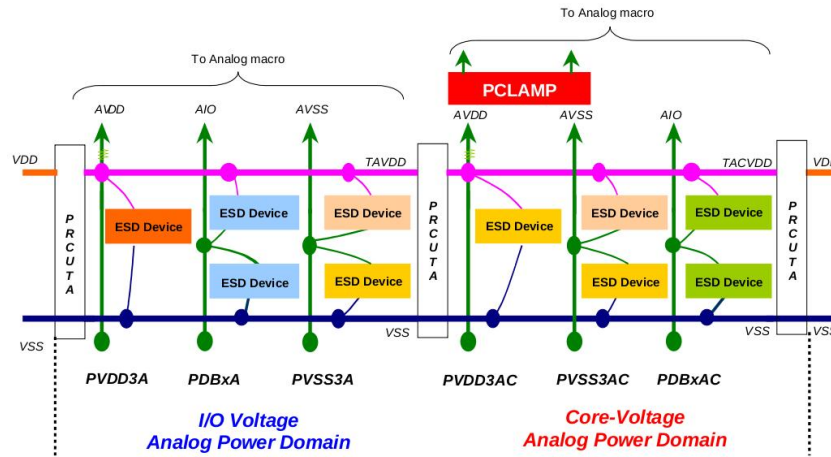 To Analog macro
To Analog macro
PCLAMP
AVDD
AIO
AVSS
AVDD
AVSS
AIO
VDD
TAVDD
TACVDD
VD
PRCUTA
PRCUTA
PRCUTA
ESD Device
ESD Device
ESD Device
ESD Device
ESD Device
ESD Device
ESD Device
ESD Device
ESD Device
ESD Device
VSS
VSS
VSS
VSS
PVDD3A
PDBxA
PVSS3A
PVDD3AC
PVSS3AC
PDBxAC
I/O Voltage
Analog Power Domain
Core-Voltage
Analog Power Domain